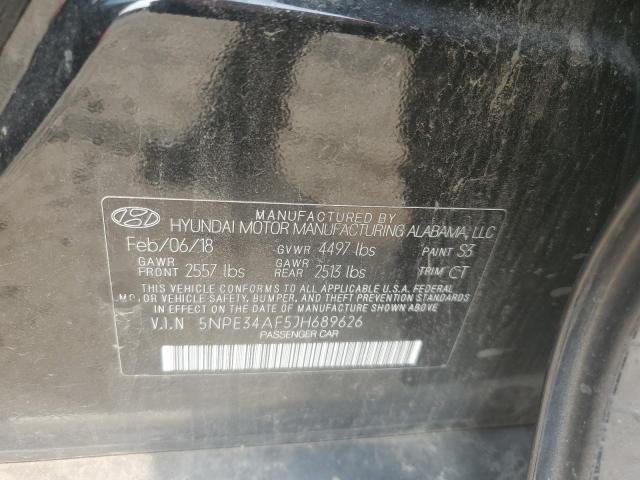 MANUFACTURED BY
HYUNDAI MOTOR MANUFACTURING ALABAMA, LLC
Feb/06/18 GVWR 4497 lbs PAINT S3
GAWR FRONT 2557 lbs GAWR REAR 2513 lbs TRIM CT
THIS VEHICLE CONFORMS TO ALL APPLICABLE U.S.A. FEDERAL
MOTOR VEHICLE SAFETY, BUMPER, AND THEFT PREVENTION STANDARDS
IN EFFECT ON THE DATE OF MANUFACTURE SHOWN ABOVE.
V.I.N 5NPE34AF5JH689626
PASSENGER CAR